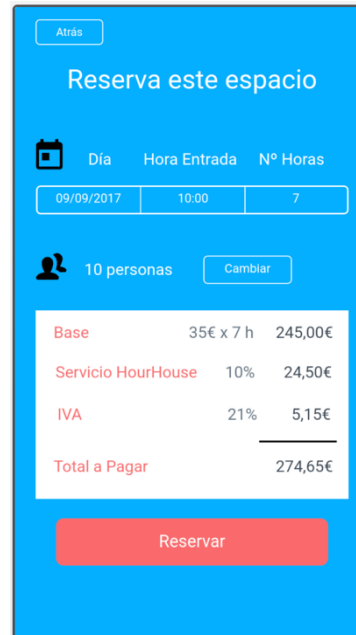 Atrás
Reserva este espacio
Día Hora Entrada Nº Horas
09/09/2017 10:00 7
10 personas Cambiar
Base 35€ x 7 h 245,00€
Servicio HourHouse 10% 24,50€
IVA 21% 5,15€
Total a Pagar 274,65€
Reservar